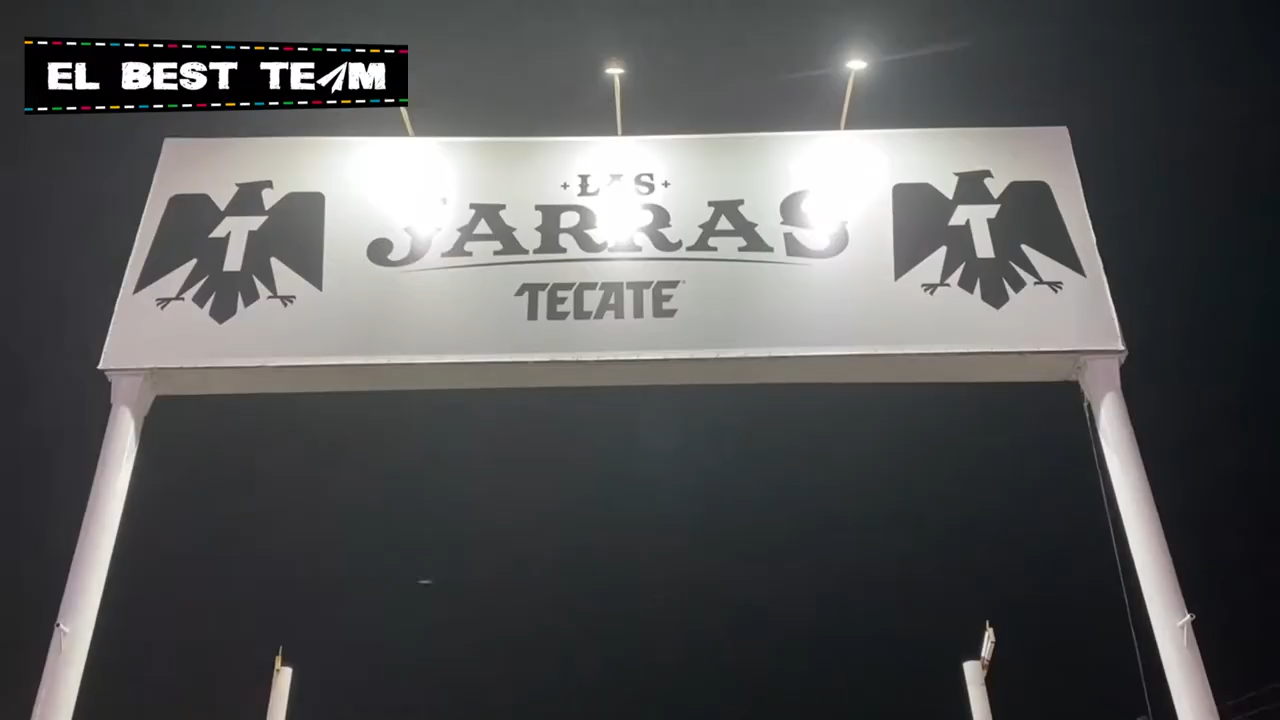 EL BEST TEAM
LAS
JARRAS
TECATE
T
T